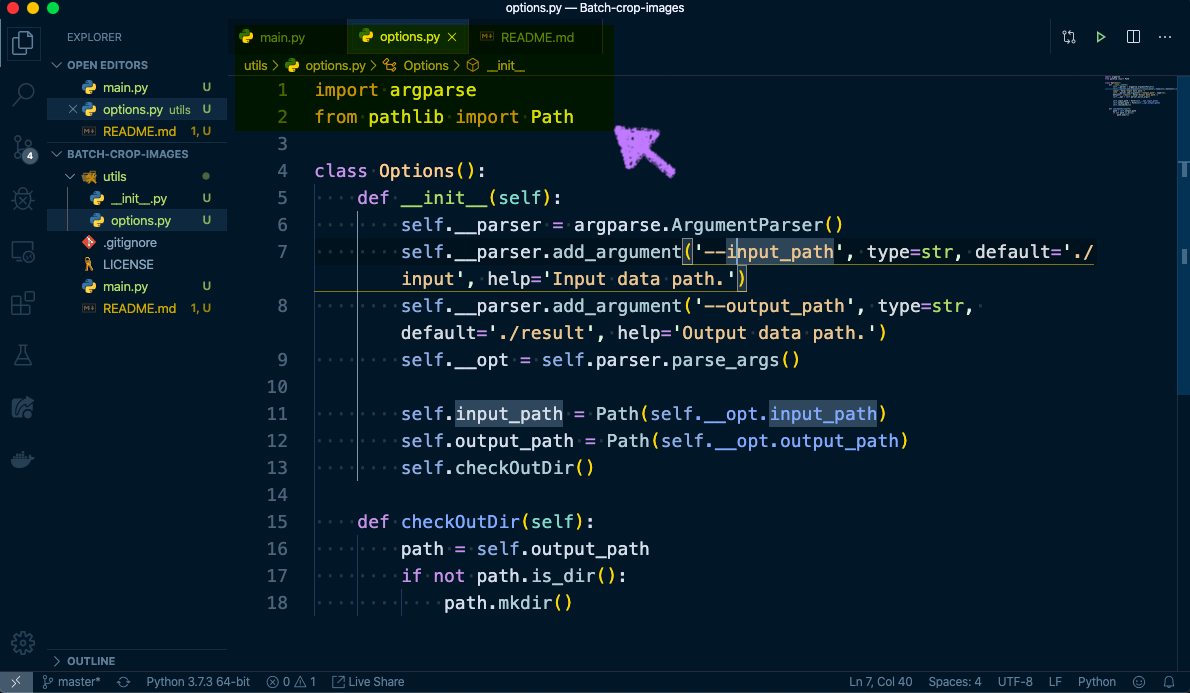 options.py — Batch-crop-images
EXPLORER
OPEN EDITORS
main.py U
options.py utils U
README.md 1, U
BATCH-CROP-IMAGES
utils
__init__.py U
options.py U
.gitignore
LICENSE
main.py U
README.md 1, U
OUTLINE
4
main.py options.py README.md
utils > options.py > Options > __init__
1 import argparse
2 from pathlib import Path
3
4 class Options():
5 def __init__(self):
6 self.__parser = argparse.ArgumentParser()
7 self.__parser.add_argument('--input_path', type=str, default='./
input', help='Input data path.')
8 self.__parser.add_argument('--output_path', type=str,
default='./result', help='Output data path.')
9 self.__opt = self.parser.parse_args()
10
11 self.input_path = Path(self.__opt.input_path)
12 self.output_path = Path(self.__opt.output_path)
13 self.checkOutDir()
14
15 def checkOutDir(self):
16 path = self.output_path
17 if not path.is_dir():
18 path.mkdir()
master* Python 3.7.3 64-bit 0 1 Live Share Ln 7, Col 40 Spaces: 4 UTF-8 LF Python